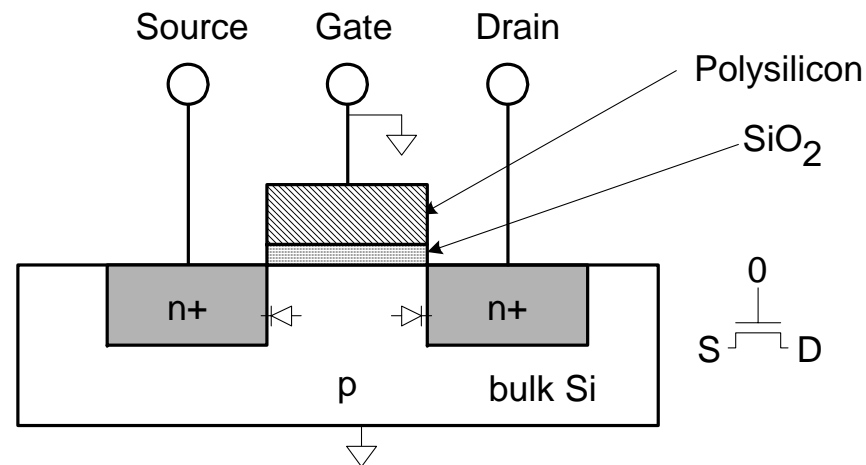 Source Gate Drain
Polysilicon
SiO2
n+ n+
0
S D
p bulk Si